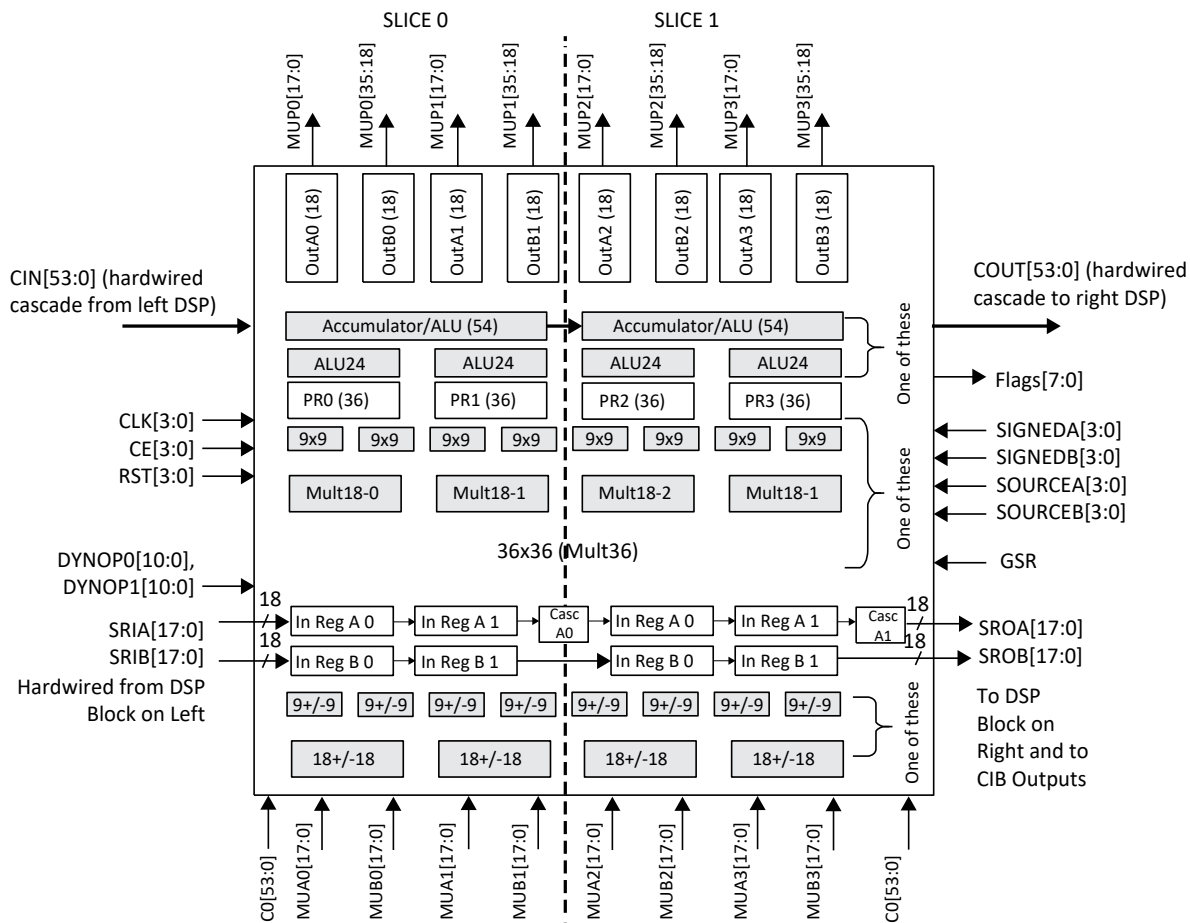 SLICE 0
SLICE 1
MUP0[17:0]
MUP0[35:18]
MUP1[17:0]
MUP1[35:18]
MUP2[17:0]
MUP2[35:18]
MUP3[17:0]
MUP3[35:18]
OutA0 (18)
OutB0 (18)
OutA1 (18)
OutB1 (18)
OutA2 (18)
OutB2 (18)
OutA3 (18)
OutB3 (18)
CIN[53:0] (hardwired
cascade from left DSP)
COUT[53:0] (hardwired
cascade to right DSP)
Accumulator/ALU (54)
Accumulator/ALU (54)
ALU24
ALU24
ALU24
ALU24
One of these
Flags[7:0]
PR0 (36)
PR1 (36)
PR2 (36)
PR3 (36)
CLK[3:0]
CE[3:0]
RST[3:0]
9x9
9x9
9x9
9x9
9x9
9x9
9x9
9x9
SIGNEDA[3:0]
SIGNEDB[3:0]
SOURCEA[3:0]
SOURCEB[3:0]
Mult18-0
Mult18-1
Mult18-2
Mult18-1
One of these
36x36 (Mult36)
GSR
DYNOP0[10:0],
DYNOP1[10:0]
18
SRIA[17:0]
18
SRIB[17:0]
Hardwired from DSP
Block on Left
In Reg A 0
In Reg A 1
Casc
A0
In Reg A 0
In Reg A 1
Casc
A1
18
SROA[17:0]
In Reg B 0
In Reg B 1
In Reg B 0
In Reg B 1
18
SROB[17:0]
To DSP
Block on
Right and to
CIB Outputs
9+/-9
9+/-9
9+/-9
9+/-9
9+/-9
9+/-9
9+/-9
9+/-9
18+/-18
18+/-18
18+/-18
18+/-18
One of these
C0[53:0]
MUA0[17:0]
MUB0[17:0]
MUA1[17:0]
MUB1[17:0]
MUA2[17:0]
MUB2[17:0]
MUA3[17:0]
MUB3[17:0]
C0[53:0]